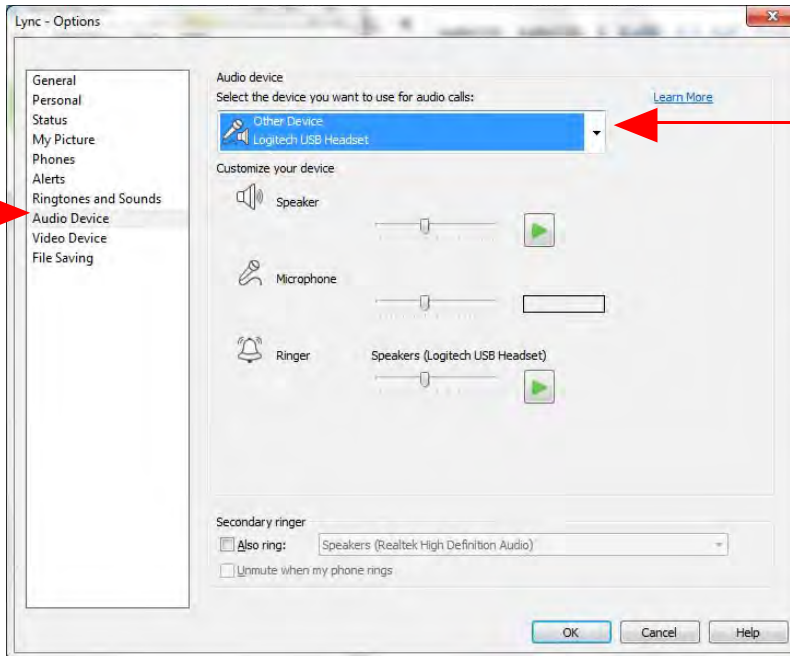 Lync - Options
General
Personal
Status
My Picture
Phones
Alerts
Ringtones and Sounds
Audio Device
Video Device
File Saving
Audio device
Select the device you want to use for audio calls:
Learn More
Other Device
Logitech USB Headset
Customize your device
Speaker
Microphone
Ringer
Speakers (Logitech USB Headset)
Secondary ringer
Also ring:
Speakers (Realtek High Definition Audio)
Unmute when my phone rings
OK
Cancel
Help